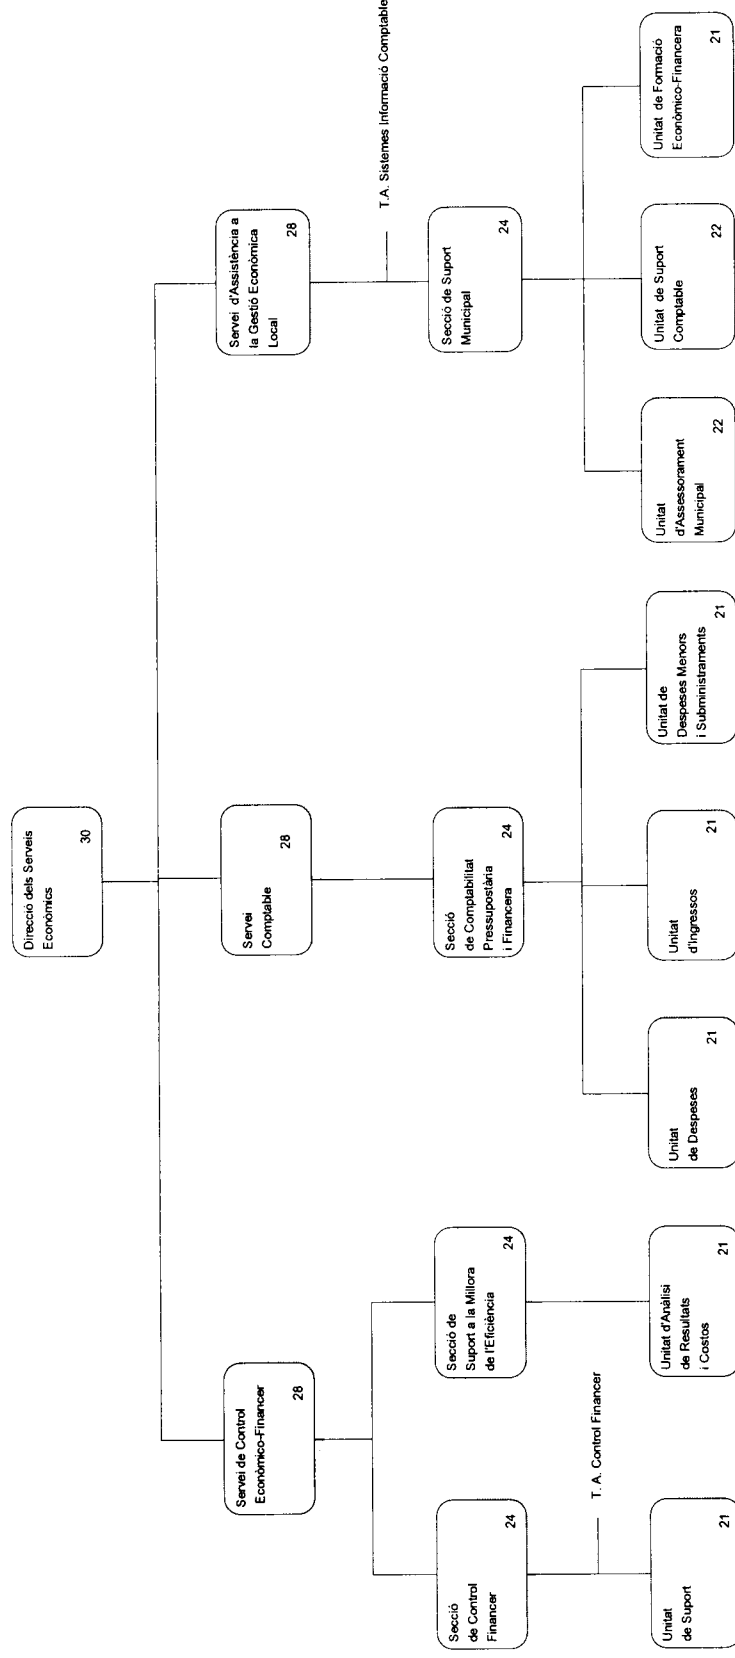 Direcció dels Serveis
Econòmics
30
Servei de Control
Econòmico-Financer
28
Servei
Comptable
28
Servei d'Assistència a
la Gestió Econòmica
Local
28
T.A. Sistemes Informació Comptable
Secció
de Control
Financer
24
Secció de
Suport a la Millora
de l'Eficiència
24
Secció
de Comptabilitat
Pressupostària
i Financera
24
Secció de Suport
Municipal
24
T. A. Control Financer
Unitat
de Suport
21
Unitat d'Anàlisi
de Resultats
i Costos
21
Unitat
de Despeses
21
Unitat
d'Ingressos
21
Unitat de
Despeses Menors
i Subministraments
21
Unitat
d'Assessorament
Municipal
22
Unitat de Suport
Comptable
22
Unitat de Formació
Econòmico-Financera
21